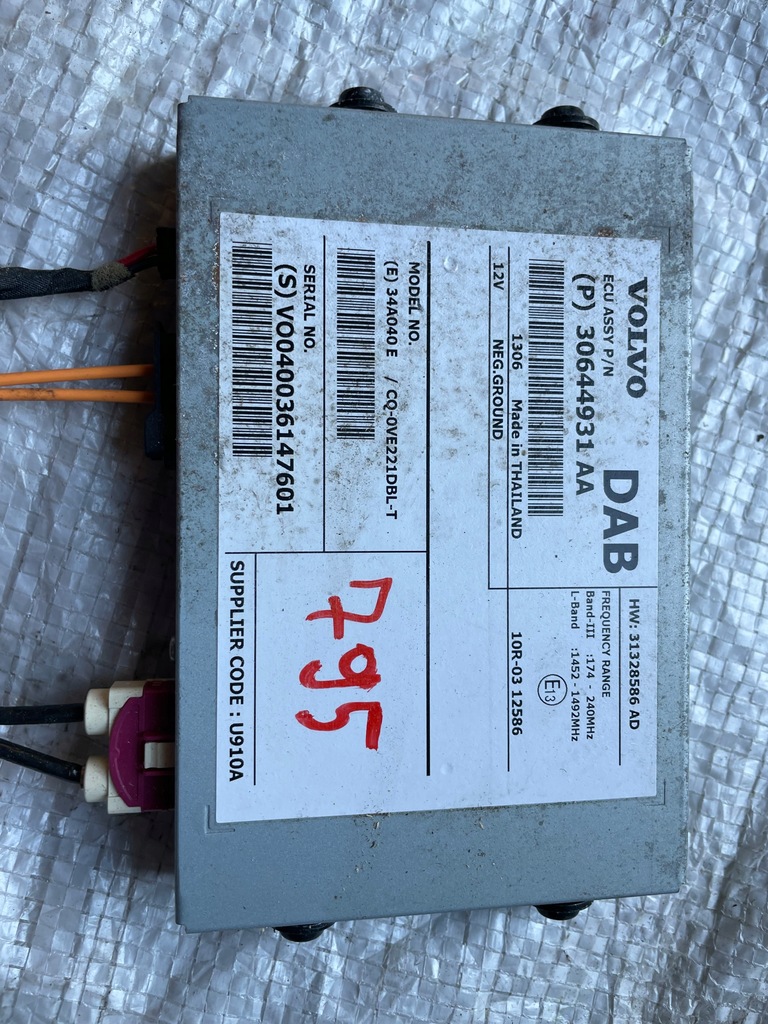 VOLVO DAB
ECU ASSY P/N
(P) 30644931 AA
HW: 31328586 AD
FREQUENCY RANGE
Band-III :174 - 240MHz
L-Band :1452 - 1492MHz
E13
1306 Made in THAILAND
10R-03 12586
12V NEG.GROUND
MODEL NO.
(E) 34A040 E / CQ-0VE221DBL-T
SERIAL NO.
(S) VO040036147601
795
SUPPLIER CODE : U910A